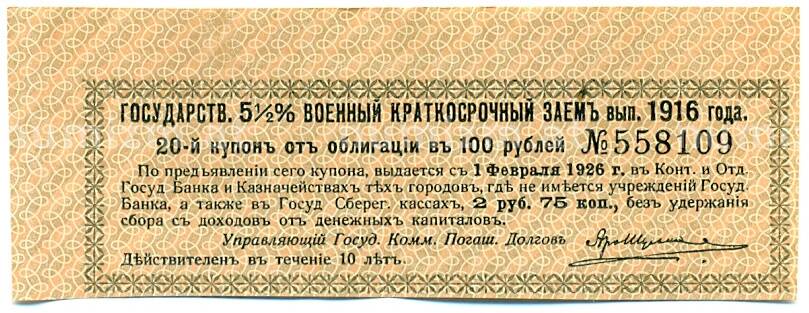 ГОСУДАРСТВ. 5½% ВОЕННЫЙ КРАТКОСРОЧНЫЙ ЗАЕМЪ вып. 1916 года.
20-й купонъ отъ облигаціи въ 100 рублей №558109
По предъявленіи сего купона, выдается съ 1 Февраля 1926 г. въ Конт. и Отд.
Госуд Банка и Казначействахъ тѣхъ городовъ, гдѣ не имѣется учрежденій Госуд.
Банка, а также въ Госуд Сберег. кассахъ, 2 руб. 75 коп., безъ удержанія
сбора съ доходовъ отъ денежныхъ капиталовъ.
Управляющій Госуд. Комм. Погаш. Долговъ
Дѣйствителенъ въ теченіе 10 лѣтъ.